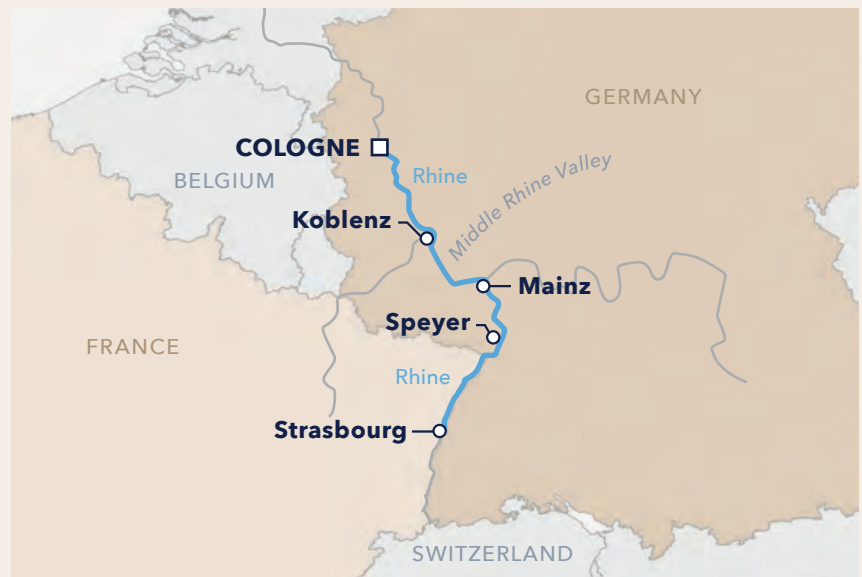 GERMANY
COLOGNE
Rhine
BELGIUM
Middle Rhine Valley
Koblenz
Mainz
Speyer
FRANCE
Rhine
Strasbourg
SWITZERLAND